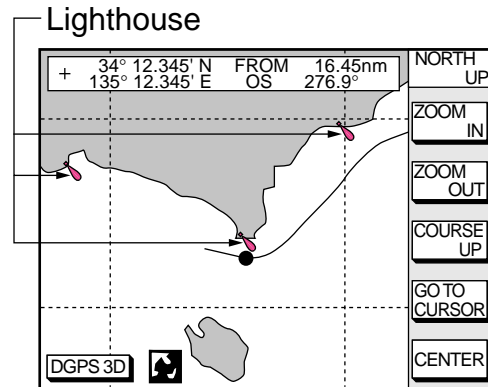 Lighthouse
+ 34° 12.345' N FROM 16.45nm
135° 12.345' E OS 276.9°
NORTH
UP
ZOOM
IN
ZOOM
OUT
COURSE
UP
GO TO
CURSOR
CENTER
DGPS 3D